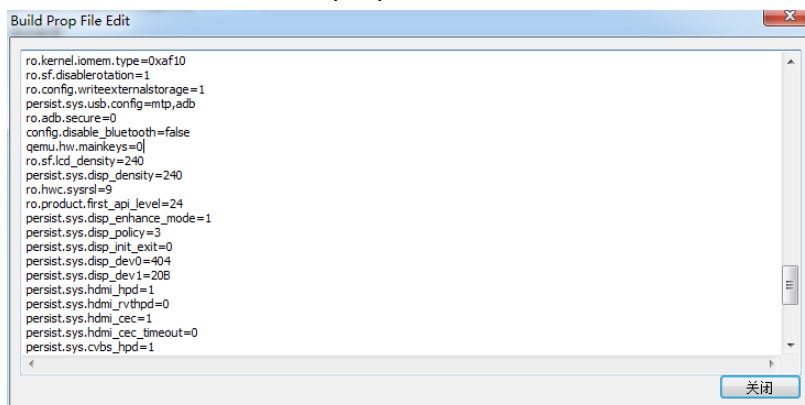 Build Prop File Edit
ro.kernel.iomem.type=0xaf10
ro.sf.disablerotation=1
ro.config.writeexternalstorage=1
persist.sys.usb.config=mtp,adb
ro.adb.secure=0
config.disable_bluetooth=false
qemu.hw.mainkeys=0
ro.sf.lcd_density=240
persist.sys.disp_density=240
ro.hwc.sysrsl=9
ro.product.first_api_level=24
persist.sys.disp_enhance_mode=1
persist.sys.disp_policy=3
persist.sys.disp_init_exit=0
persist.sys.disp_dev0=404
persist.sys.disp_dev1=20B
persist.sys.hdmi_hpd=1
persist.sys.hdmi_rvthpd=0
persist.sys.hdmi_cec=1
persist.sys.hdmi_cec_timeout=0
persist.sys.cvbs_hpd=1
关闭